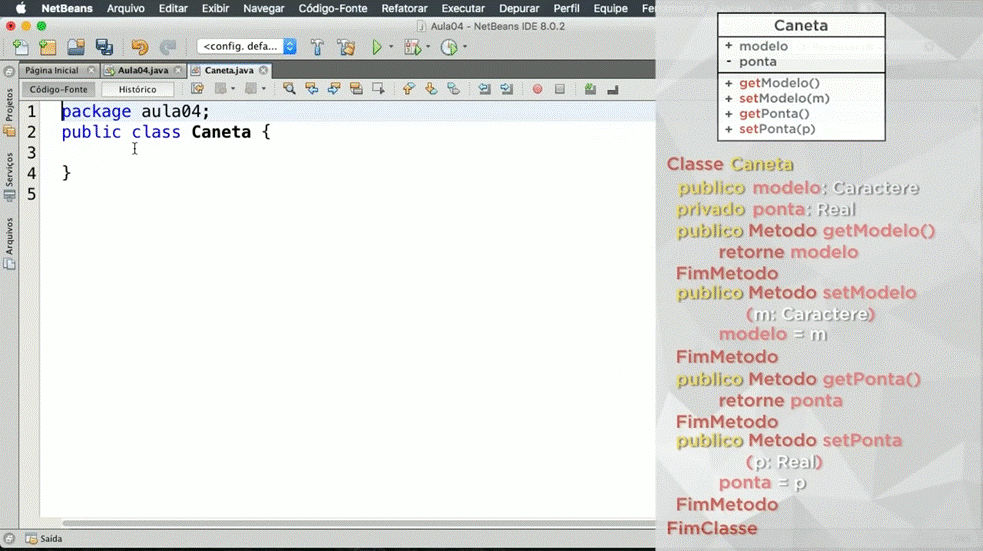 NetBeans Arquivo Editar Exibir Navegar Código-Fonte Refatorar Executar Depurar Perfil Equipe
Aula04 - NetBeans IDE 8.0.2
<config. defa...
Página Inicial Aula04.java Caneta.java
Código-Fonte Histórico
Projetos
Serviços
Arquivos
1 package aula04;
2 public class Caneta {
3
4 }
5
Saída
Caneta
+ modelo
- ponta
+ getModelo()
+ setModelo(m)
+ getPonta()
+ setPonta(p)
Classe Caneta
publico modelo: Caractere
privado ponta: Real
publico Metodo getModelo()
retorne modelo
FimMetodo
publico Metodo setModelo
(m: Caractere)
modelo = m
FimMetodo
publico Metodo getPonta()
retorne ponta
FimMetodo
publico Metodo setPonta
(p: Real)
ponta = p
FimMetodo
FimClasse